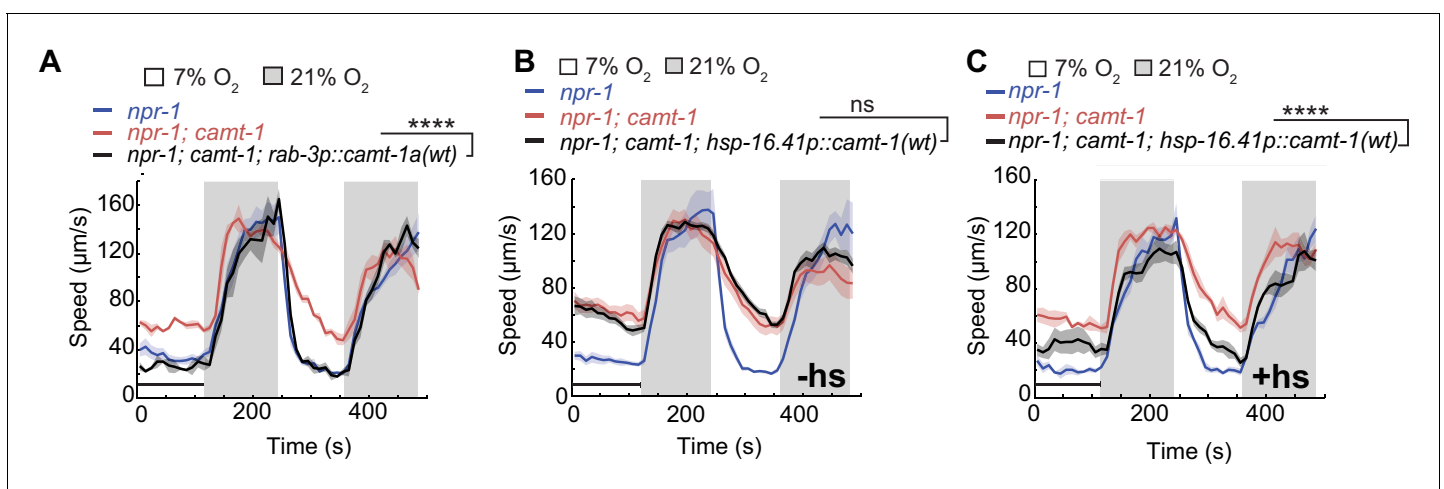 A
7% O2 21% O2
npr-1
npr-1; camt-1
****
npr-1; camt-1; rab-3p::camt-1a(wt)
160
120
80
40
0
Speed (µm/s)
0 200 400
Time (s)
B
7% O2 21% O2
npr-1
ns
npr-1; camt-1
npr-1; camt-1; hsp-16.41p::camt-1(wt)
160
120
80
40
0
Speed (µm/s)
-hs
0 200 400
Time (s)
C
7% O2 21% O2
npr-1
npr-1; camt-1
****
npr-1; camt-1; hsp-16.41p::camt-1(wt)
160
120
80
40
0
Speed (µm/s)
+hs
0 200 400
Time (s)